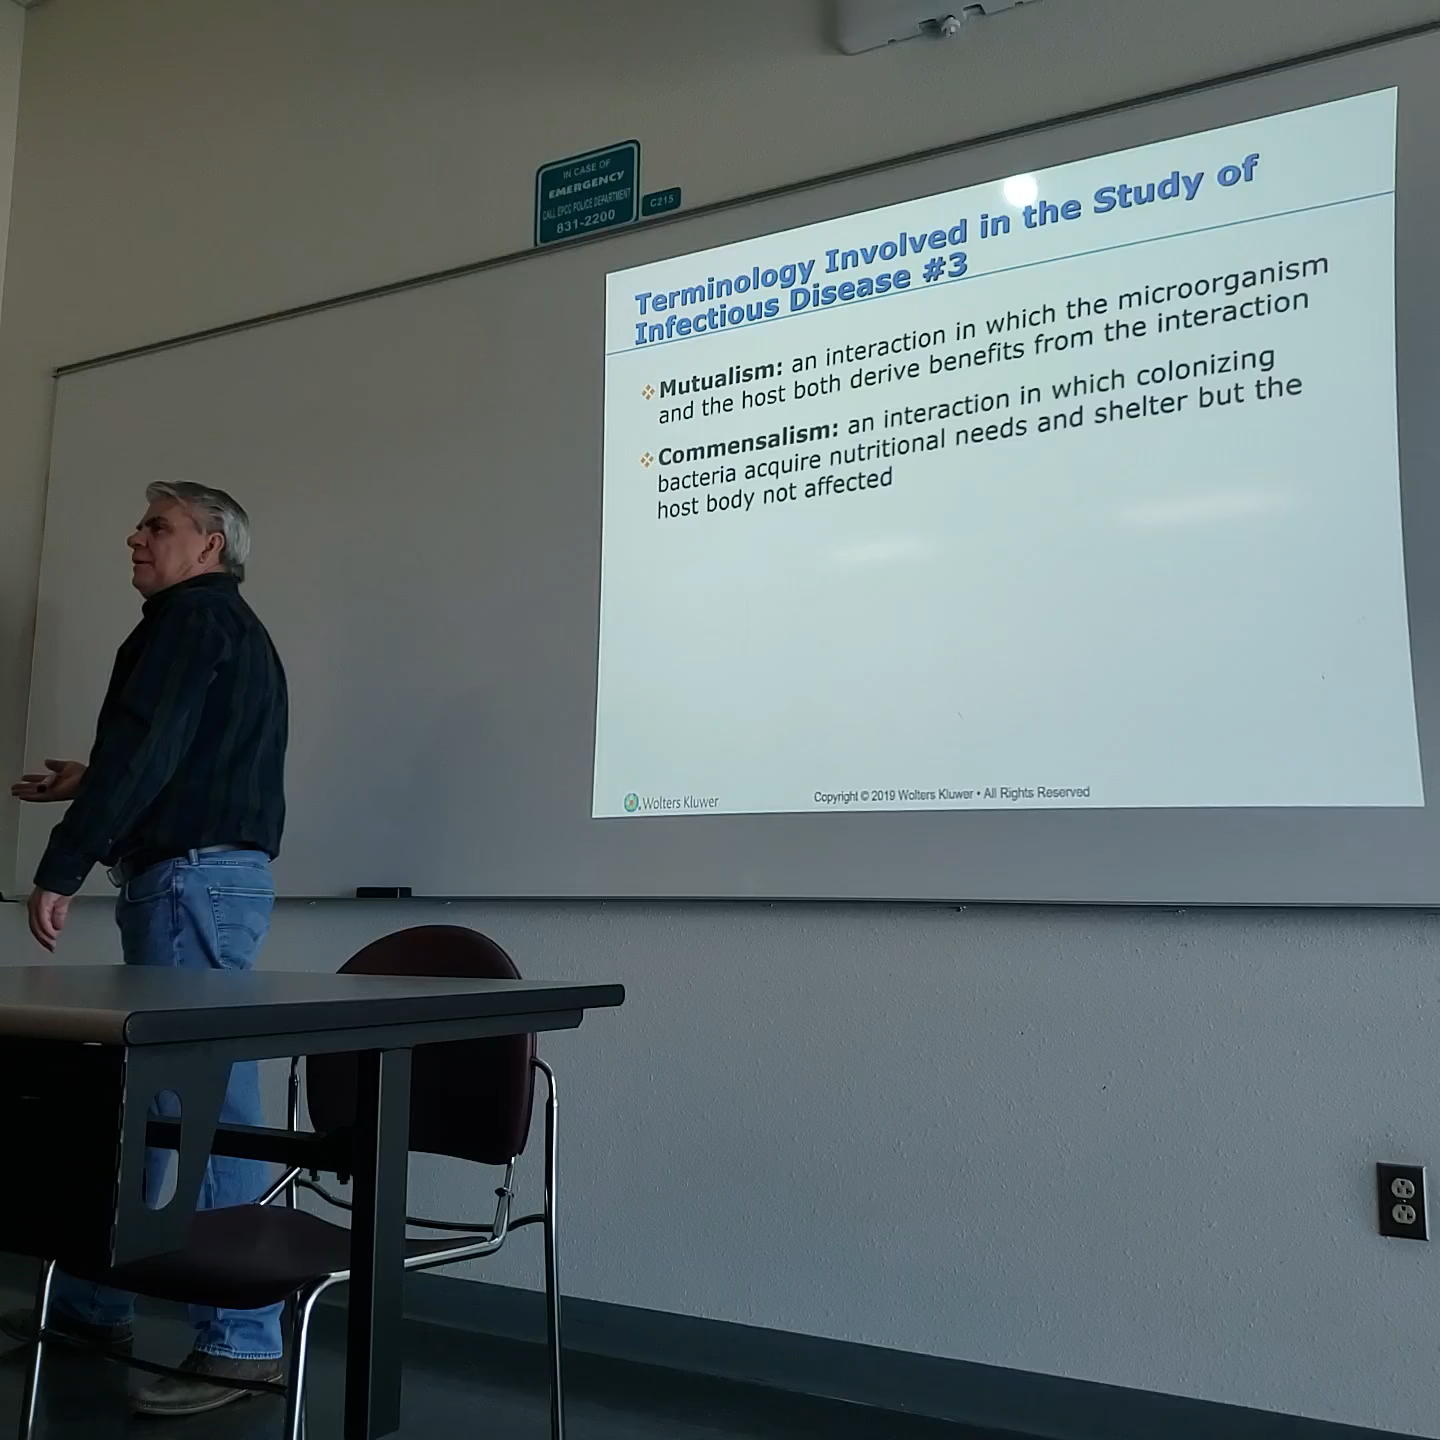 IN CASE OF
EMERGENCY
CALL EPCC POLICE DEPARTMENT
831-2200
C215
Terminology Involved in the Study of
Infectious Disease #3
Mutualism: an interaction in which the microorganism
and the host both derive benefits from the interaction
Commensalism: an interaction in which colonizing
bacteria acquire nutritional needs and shelter but the
host body not affected
Wolters Kluwer
Copyright © 2019 Wolters Kluwer • All Rights Reserved